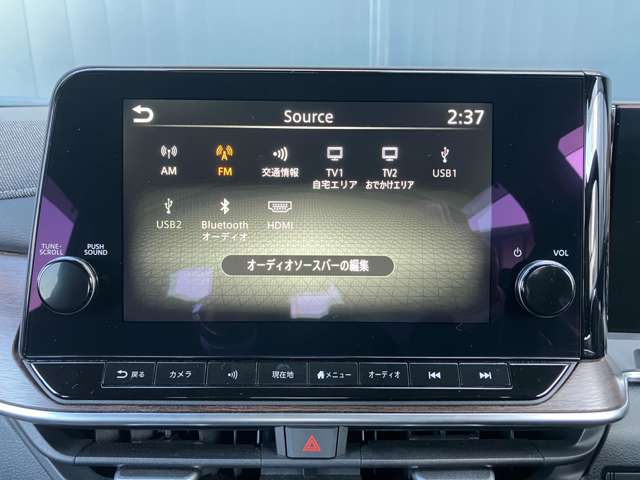 Source
2:37
AM
FM
交通情報
TV1
自宅エリア
TV2
おでかけエリア
USB1
USB2
Bluetooth
オーディオ
HDMI
オーディオソースバーの編集
TUNE·
SCROLL
PUSH
SOUND
VOL
戻る
カメラ
現在地
メニュー
オーディオ